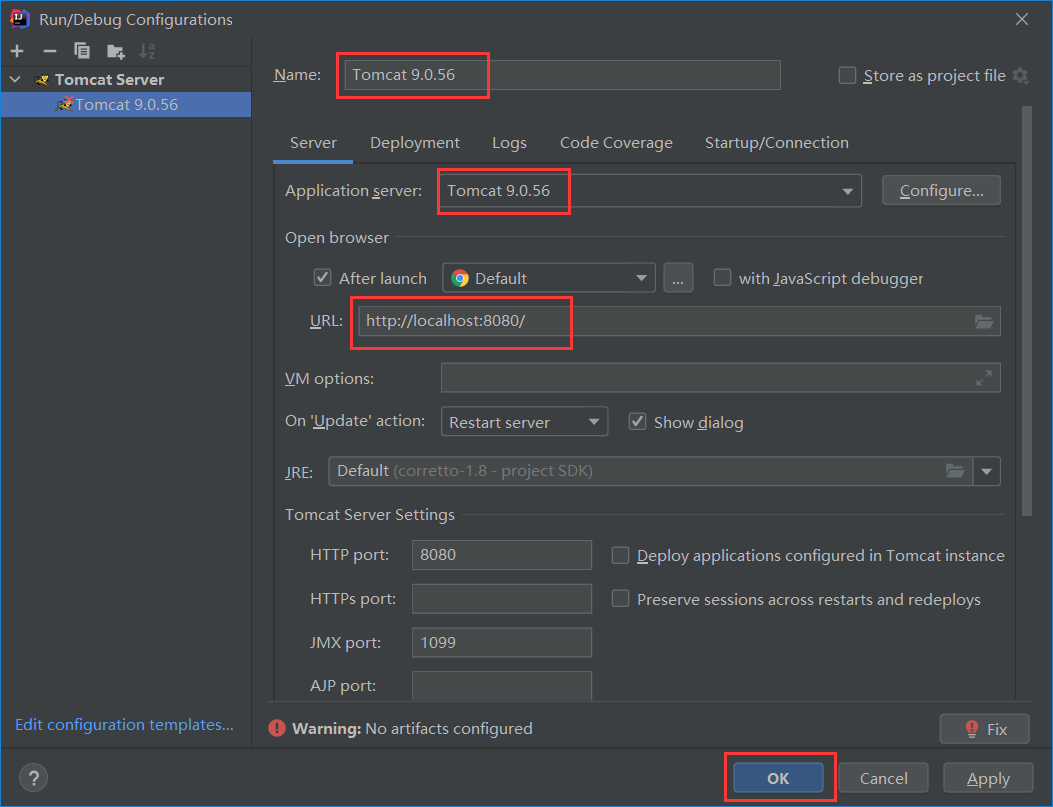 Run/Debug Configurations
Tomcat Server
Tomcat 9.0.56
Name: Tomcat 9.0.56
Store as project file
Server Deployment Logs Code Coverage Startup/Connection
Application server: Tomcat 9.0.56 Configure...
Open browser
After launch Default ... with JavaScript debugger
URL: http://localhost:8080/
VM options:
On 'Update' action: Restart server Show dialog
JRE: Default (corretto-1.8 - project SDK)
Tomcat Server Settings
HTTP port: 8080 Deploy applications configured in Tomcat instance
HTTPs port: Preserve sessions across restarts and redeploys
JMX port: 1099
AJP port:
Edit configuration templates...
Warning: No artifacts configured Fix
? OK Cancel Apply